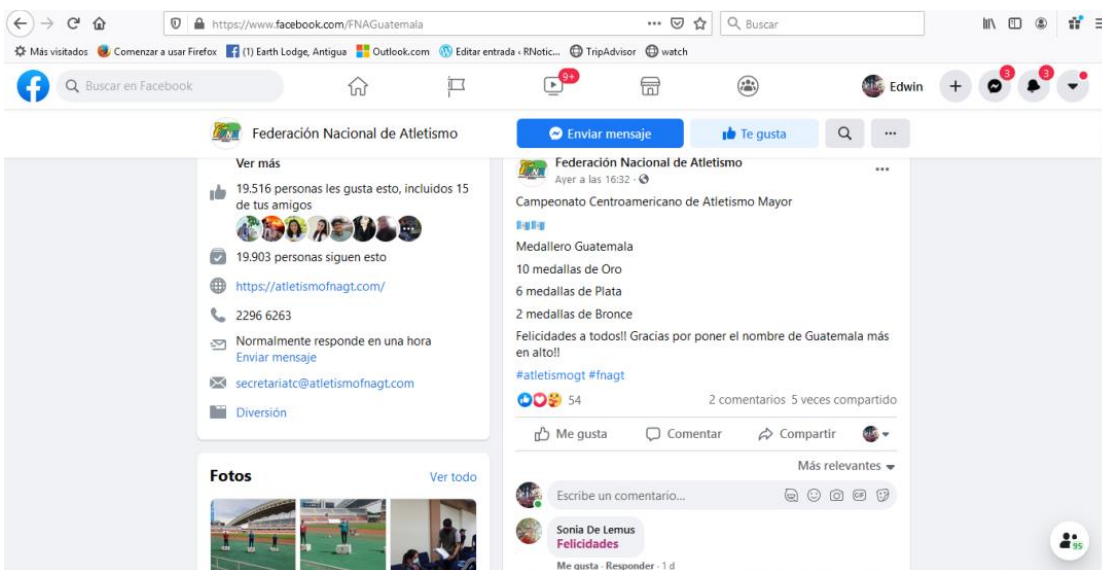 https://www.facebook.com/FNAGuatemala
Buscar
Más visitados Comenzar a usar Firefox (1) Earth Lodge, Antigua Outlook.com Editar entrada ‹ RNotic... TripAdvisor watch
Buscar en Facebook
9+
Edwin
3
3
Federación Nacional de Atletismo
Enviar mensaje
Te gusta
Ver más
19.516 personas les gusta esto, incluidos 15
de tus amigos
19.903 personas siguen esto
https://atletismofnagt.com/
2296 6263
Normalmente responde en una hora
Enviar mensaje
secretariatc@atletismofnagt.com
Diversión
Fotos
Ver todo
Federación Nacional de Atletismo
Ayer a las 16:32 ·
Campeonato Centroamericano de Atletismo Mayor
Medallero Guatemala
10 medallas de Oro
6 medallas de Plata
2 medallas de Bronce
Felicidades a todos!! Gracias por poner el nombre de Guatemala más
en alto!!
#atletismogt #fnagt
54
2 comentarios 5 veces compartido
Me gusta Comentar Compartir
Más relevantes
Escribe un comentario...
GIF
Sonia De Lemus
Felicidades
Me gusta · Responder · 1 d
95